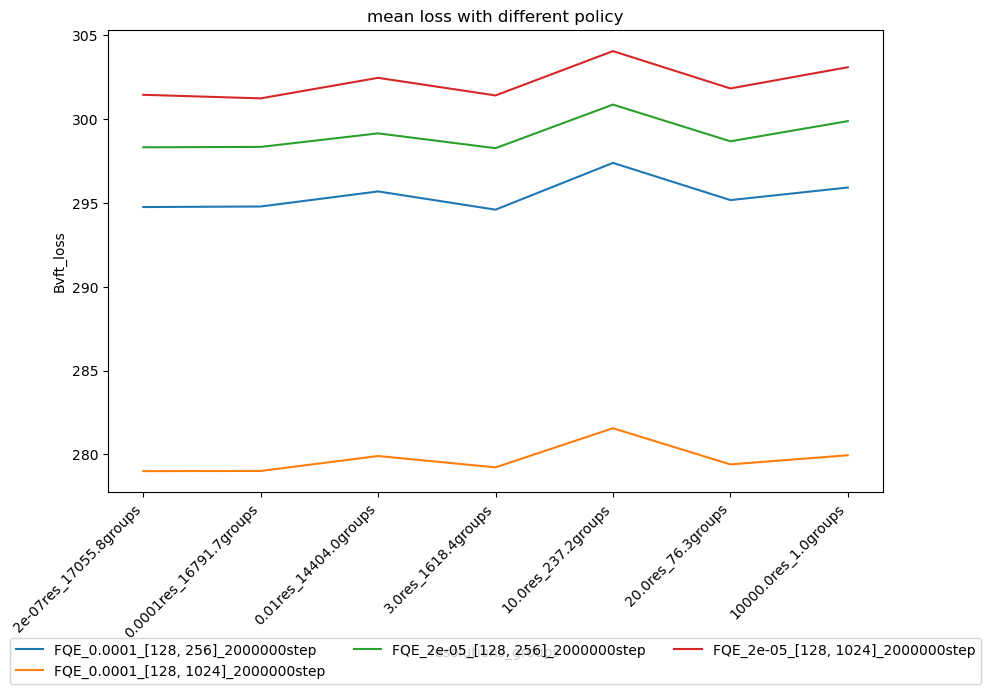 mean loss with different policy
305
300
295
290
285
280
Bvft_loss
2e-07res_17055.8groups
0.0001res_16791.7groups
0.01res_14404.0groups
3.0res_1618.4groups
10.0res_237.2groups
20.0res_76.3groups
10000.0res_1.0groups
FQE_0.0001_[128, 256]_2000000step
FQE_0.0001_[128, 1024]_2000000step
FQE_2e-05_[128, 256]_2000000step
FQE_2e-05_[128, 1024]_2000000step